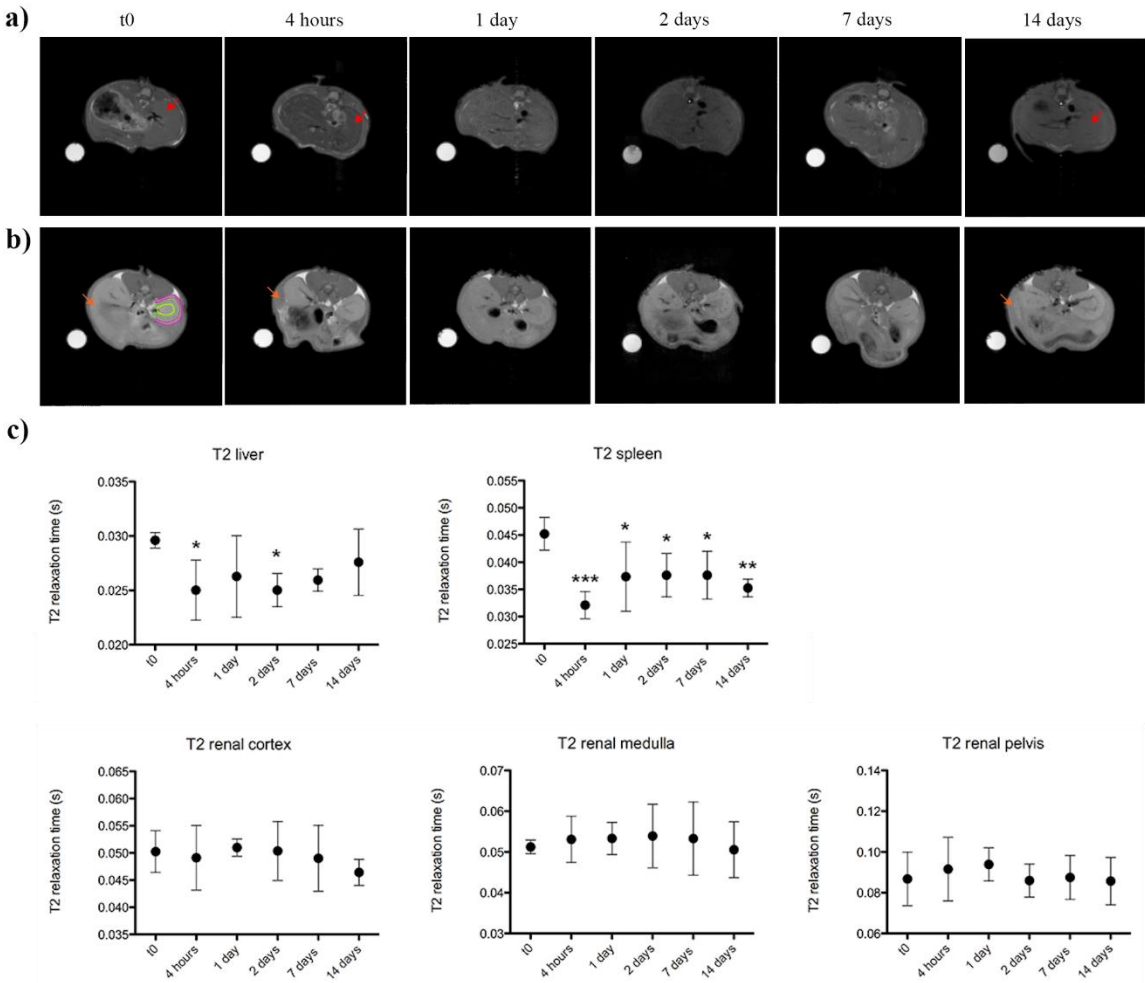 a) t0 4 hours 1 day 2 days 7 days 14 days
b)
c)
T2 liver
T2 relaxation time (s)
0.035
0.030
0.025
0.020
* *
t0 4 hours 1 day 2 days 7 days 14 days
T2 spleen
T2 relaxation time (s)
0.055
0.050
0.045
0.040
0.035
0.030
0.025
*** * * * **
t0 4 hours 1 day 2 days 7 days 14 days
T2 renal cortex
T2 relaxation time (s)
0.065
0.060
0.055
0.050
0.045
0.040
0.035
t0 4 hours 1 day 2 days 7 days 14 days
T2 renal medulla
T2 relaxation time (s)
0.07
0.06
0.05
0.04
0.03
t0 4 hours 1 day 2 days 7 days 14 days
T2 renal pelvis
T2 relaxation time (s)
0.14
0.12
0.10
0.08
0.06
t0 4 hours 1 day 2 days 7 days 14 days